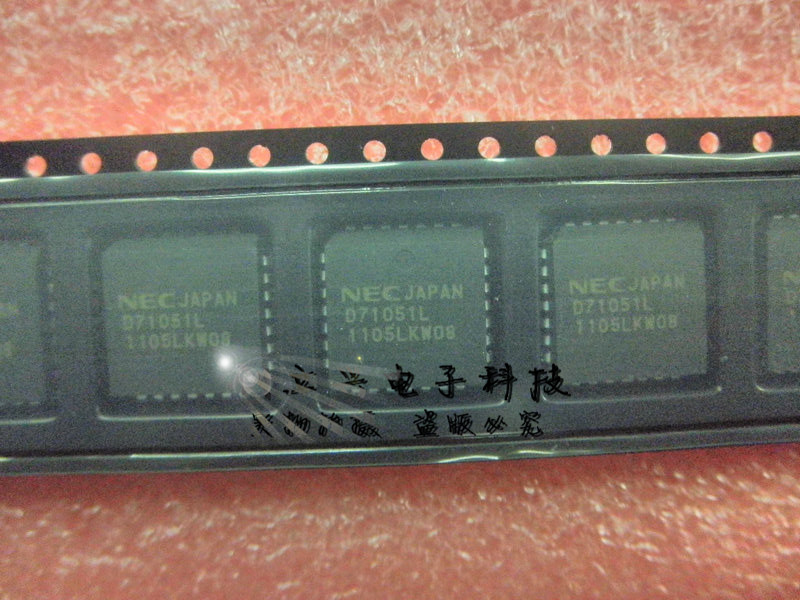 NEC JAPAN
D71051L
1105LKW08
NEC JAPAN
D71051L
1105LKW08
NEC JAPAN
D71051L
1105LKW08
电子科技
盗版必究